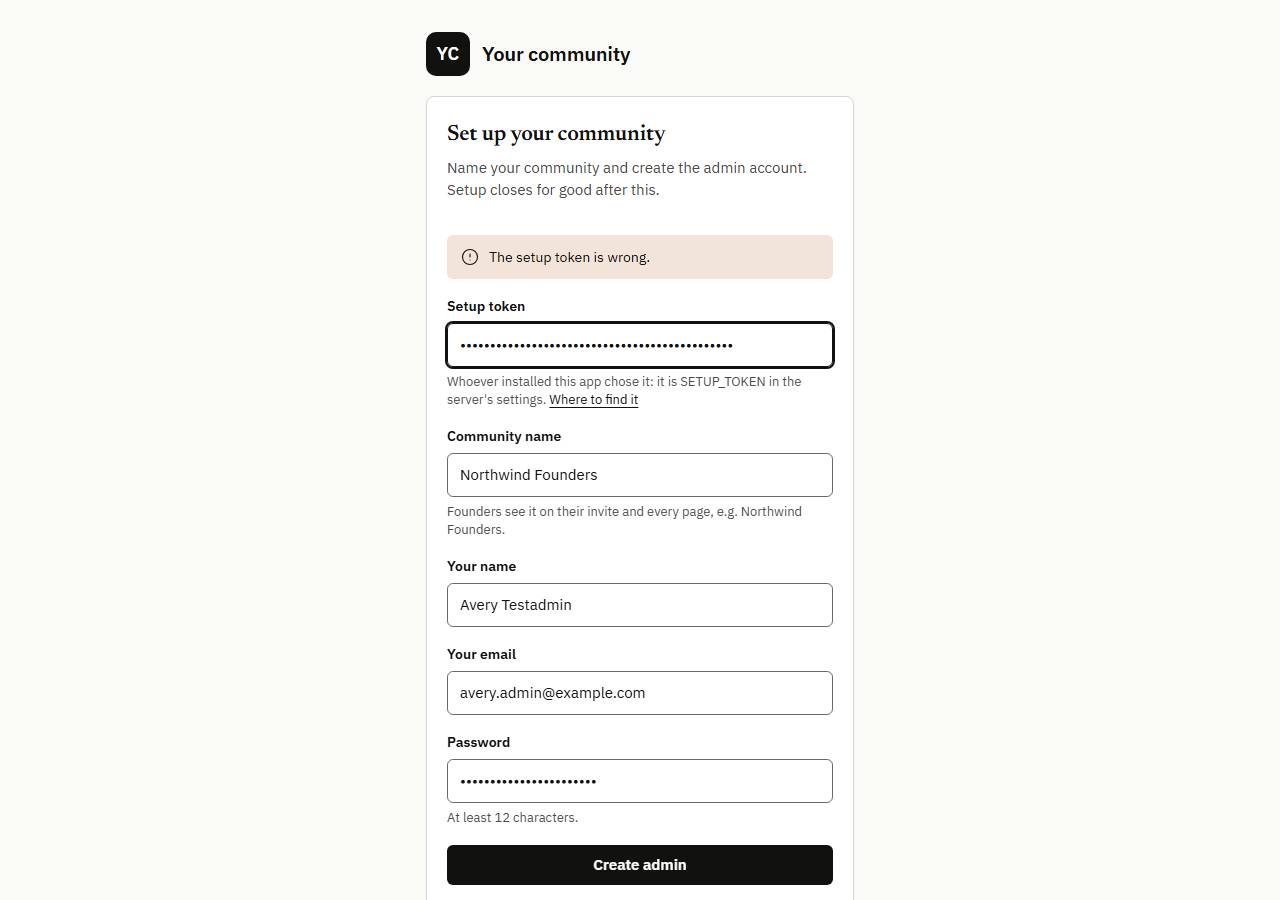 YC
Your community
Set up your community
Name your community and create the admin account.
Setup closes for good after this.
The setup token is wrong.
Setup token
••••••••••••••••••••••••••••••••••••••••••••••
Whoever installed this app chose it: it is SETUP_TOKEN in the
server's settings. Where to find it
Community name
Northwind Founders
Founders see it on their invite and every page, e.g. Northwind
Founders.
Your name
Avery Testadmin
Your email
avery.admin@example.com
Password
•••••••••••••••••••••••
At least 12 characters.
Create admin